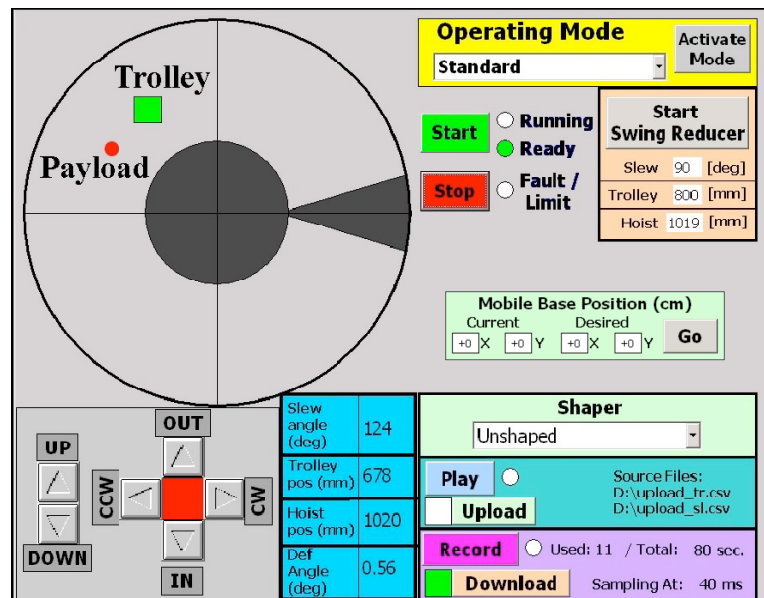 Trolley
Payload
Operating Mode
Standard
Activate
Mode
Start
Running
Ready
Stop
Fault /
Limit
Start
Swing Reducer
Slew 90 [deg]
Trolley 800 [mm]
Hoist 1019 [mm]
Mobile Base Position (cm)
Current Desired
+0 X +0 Y +0 X +0 Y Go
UP
DOWN
OUT
CCW
CW
IN
Slew
angle
(deg)
124
Trolley
pos (mm)
678
Hoist
pos (mm)
1020
Def
Angle
(deg)
0.56
Shaper
Unshaped
Play
Upload
Source Files:
D:\upload_tr.csv
D:\upload_sl.csv
Record Used: 11 / Total: 80 sec.
Download Sampling At: 40 ms